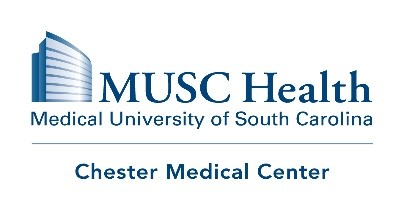 MUSC Health
Medical University of South Carolina
Chester Medical Center